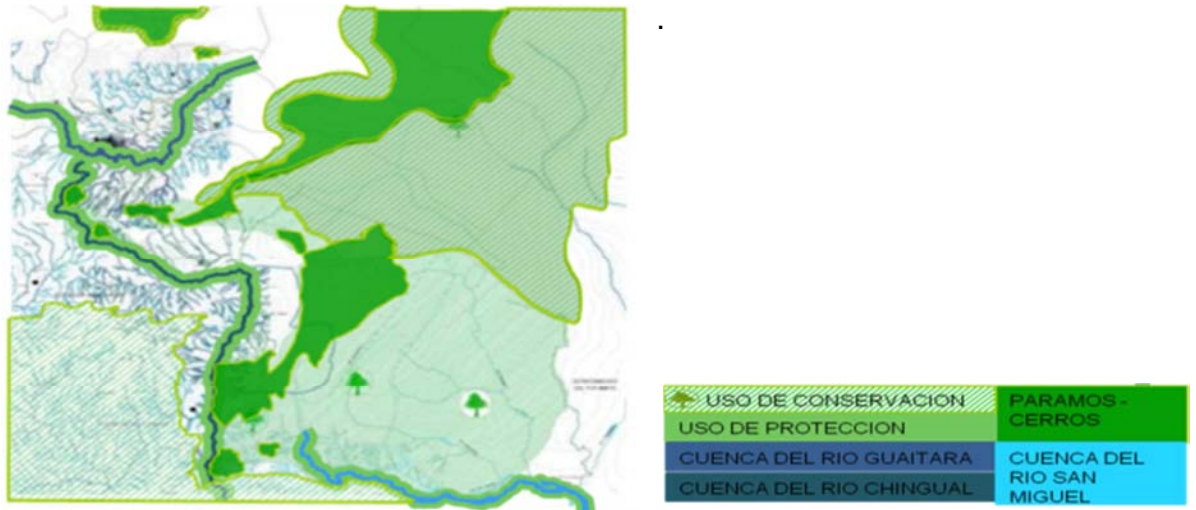 .
USO DE CONSERVACION
USO DE PROTECCION
CUENCA DEL RIO GUAITARA
CUENCA DEL RIO CHINGUAL
PARAMOS -
CERROS
CUENCA DEL
RIO SAN
MIGUEL